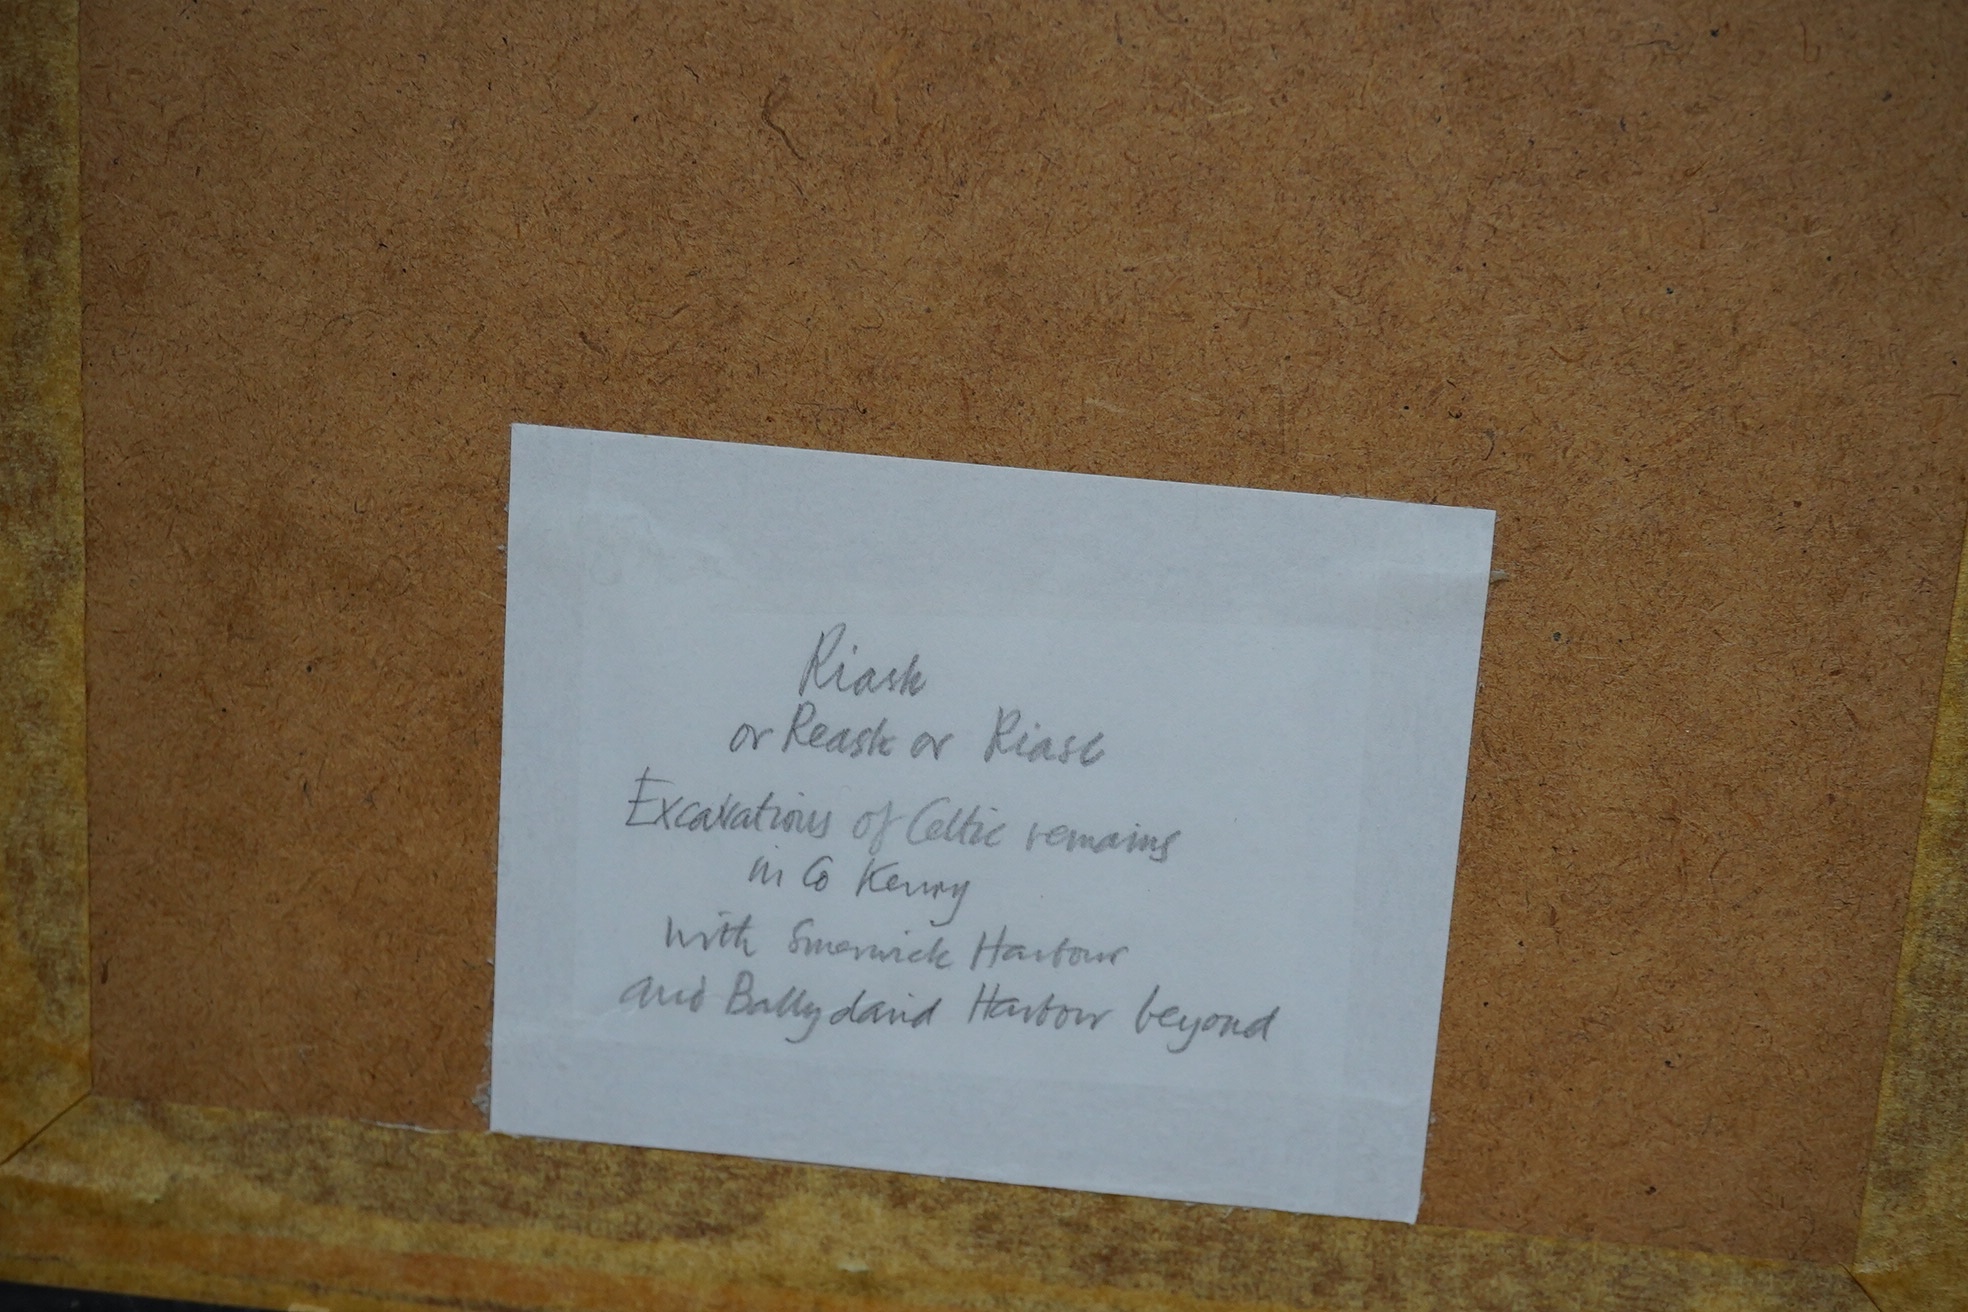 Riask
or Reask or Riasc
Excavations of Celtic remains
in Co Kerry
with Smerwick Harbour
and Ballydavid Harbour beyond